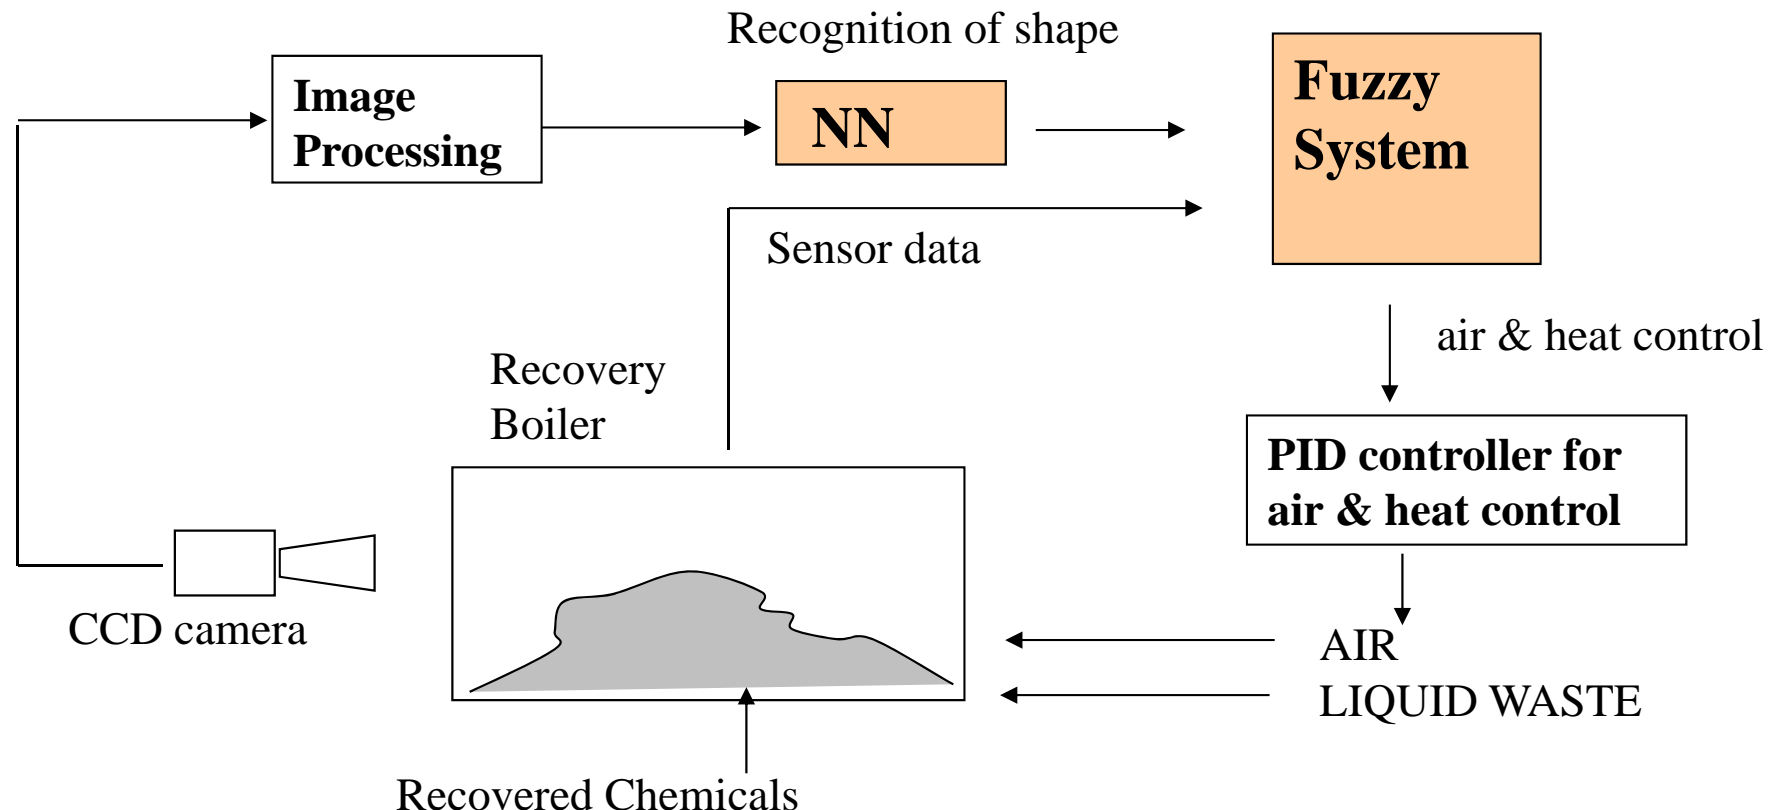 Recognition of shape
Image
Processing
NN
Fuzzy
System
Sensor data
air & heat control
Recovery
Boiler
PID controller for
air & heat control
CCD camera
AIR
LIQUID WASTE
Recovered Chemicals